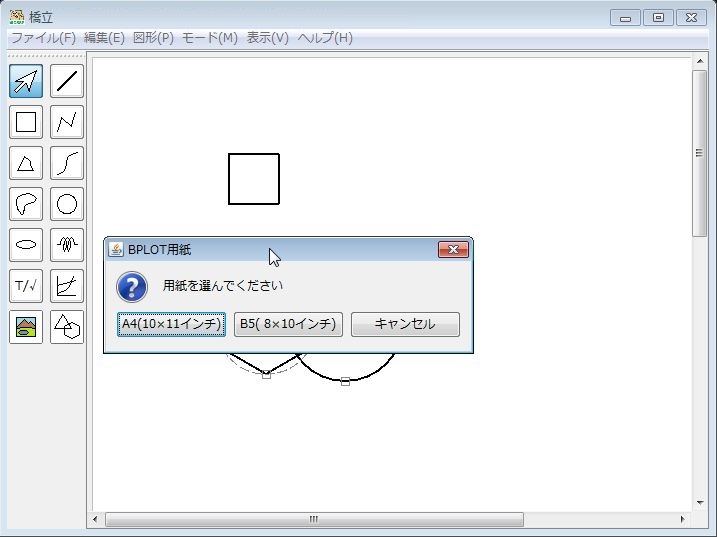 橋立
ファイル(F) 編集(E) 図形(P) モード(M) 表示(V) ヘルプ(H)
BPLOT用紙
用紙を選んでください
A4(10×11インチ) B5( 8×10インチ) キャンセル
T/√